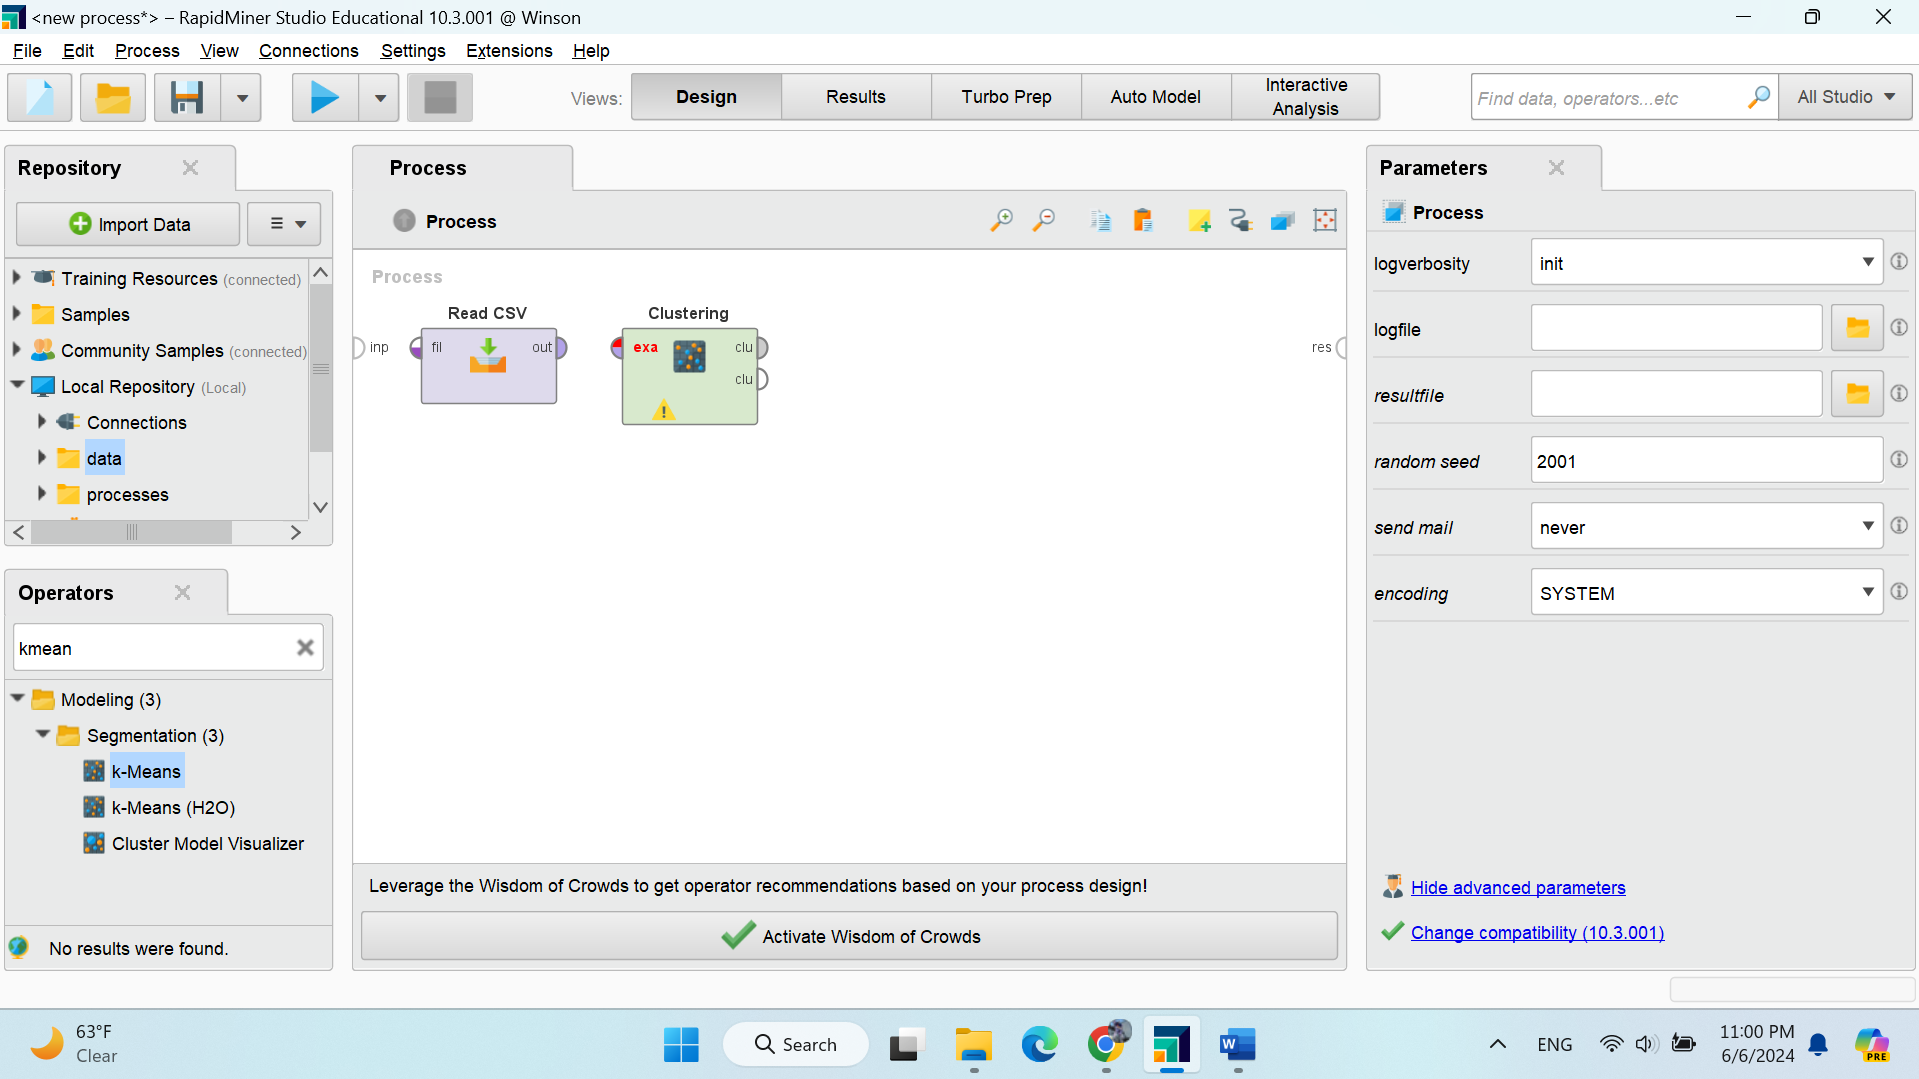 <new process*> – RapidMiner Studio Educational 10.3.001 @ Winson
File Edit Process View Connections Settings Extensions Help
Views: Design Results Turbo Prep Auto Model Interactive Analysis
Find data, operators...etc All Studio
Repository
Import Data
Training Resources (connected)
Samples
Community Samples (connected)
Local Repository (Local)
Connections
data
processes
Operators
kmean
Modeling (3)
Segmentation (3)
k-Means
k-Means (H2O)
Cluster Model Visualizer
No results were found.
Process
Process
Process
Read CSV
Clustering
inp
fil
out
exa
clu
clu
res
Leverage the Wisdom of Crowds to get operator recommendations based on your process design!
Activate Wisdom of Crowds
Parameters
Process
logverbosity init
logfile
resultfile
random seed 2001
send mail never
encoding SYSTEM
Hide advanced parameters
Change compatibility (10.3.001)
63°F
Clear
Search
W
ENG
11:00 PM
6/6/2024
PRE